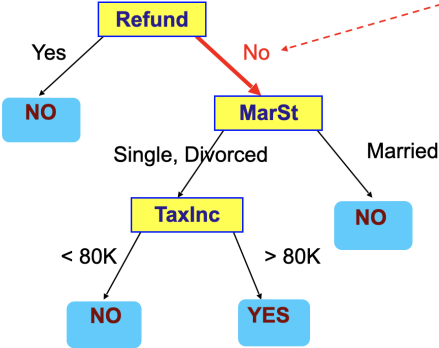 Refund
Yes
No
NO
MarSt
Single, Divorced
Married
TaxInc
NO
< 80K
> 80K
NO
YES